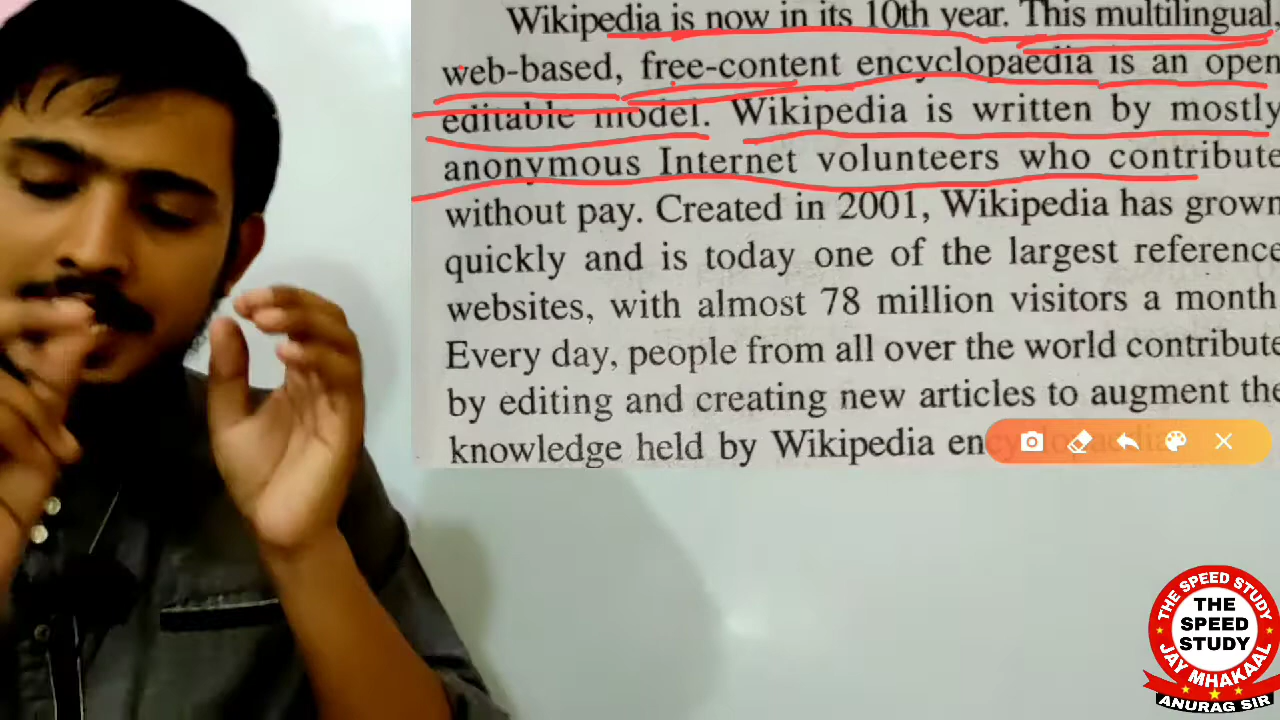 Wikipedia is now in its 10th year. This multilingual,
web-based, free-content encyclopaedia is an open
editable model. Wikipedia is written by mostly
anonymous Internet volunteers who contribute
without pay. Created in 2001, Wikipedia has grown
quickly and is today one of the largest reference
websites, with almost 78 million visitors a month.
Every day, people from all over the world contribute
by editing and creating new articles to augment the
knowledge held by Wikipedia encyclopaedia
THE SPEED STUDY
THE
SPEED
STUDY
JAY MHAKAAL
ANURAG SIR